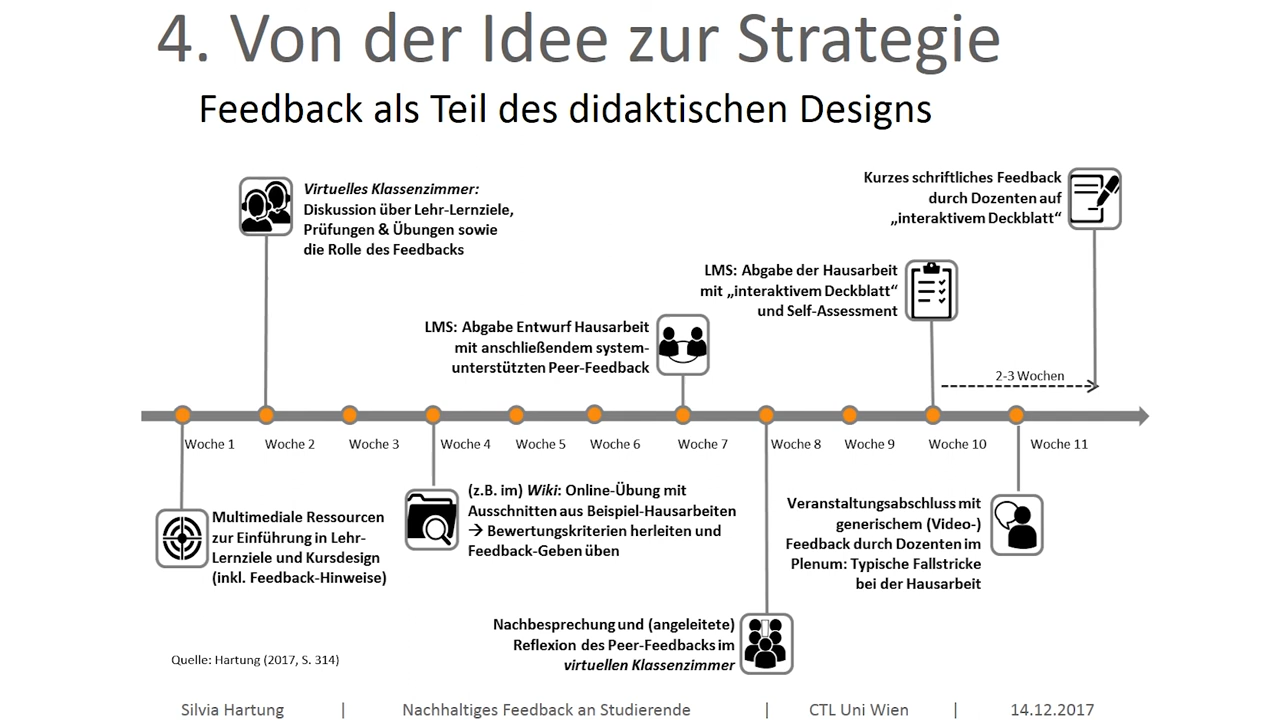 4. Von der Idee zur Strategie
Feedback als Teil des didaktischen Designs
Virtuelles Klassenzimmer:
Diskussion über Lehr-Lernziele,
Prüfungen & Übungen sowie
die Rolle des Feedbacks
Kurzes schriftliches Feedback
durch Dozenten auf
„interaktivem Deckblatt“
LMS: Abgabe der Hausarbeit
mit „interaktivem Deckblatt“
und Self-Assessment
LMS: Abgabe Entwurf Hausarbeit
mit anschließendem system-
unterstützten Peer-Feedback
2-3 Wochen
Woche 1 Woche 2 Woche 3 Woche 4 Woche 5 Woche 6 Woche 7 Woche 8 Woche 9 Woche 10 Woche 11
Multimediale Ressourcen
zur Einführung in Lehr-
Lernziele und Kursdesign
(inkl. Feedback-Hinweise)
(z.B. im) Wiki: Online-Übung mit
Ausschnitten aus Beispiel-Hausarbeiten
→ Bewertungskriterien herleiten und
Feedback-Geben üben
Veranstaltungsabschluss mit
generischem (Video-)
Feedback durch Dozenten im
Plenum: Typische Fallstricke
bei der Hausarbeit
Nachbesprechung und (angeleitete)
Reflexion des Peer-Feedbacks im
virtuellen Klassenzimmer
Quelle: Hartung (2017, S. 314)
Silvia Hartung | Nachhaltiges Feedback an Studierende | CTL Uni Wien | 14.12.2017